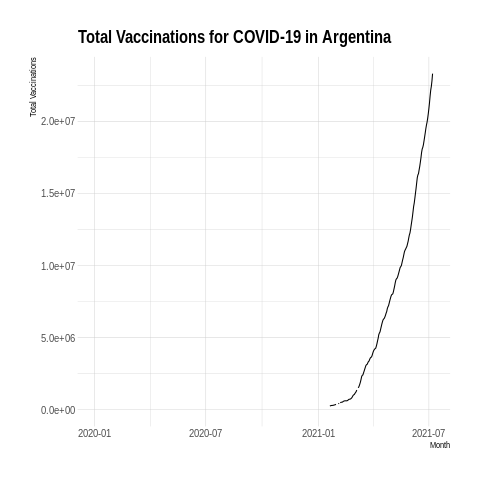 Total Vaccinations for COVID-19 in Argentina
Total Vaccinations
2.0e+07
1.5e+07
1.0e+07
5.0e+06
0.0e+00
2020-01 2020-07 2021-01 2021-07
Month